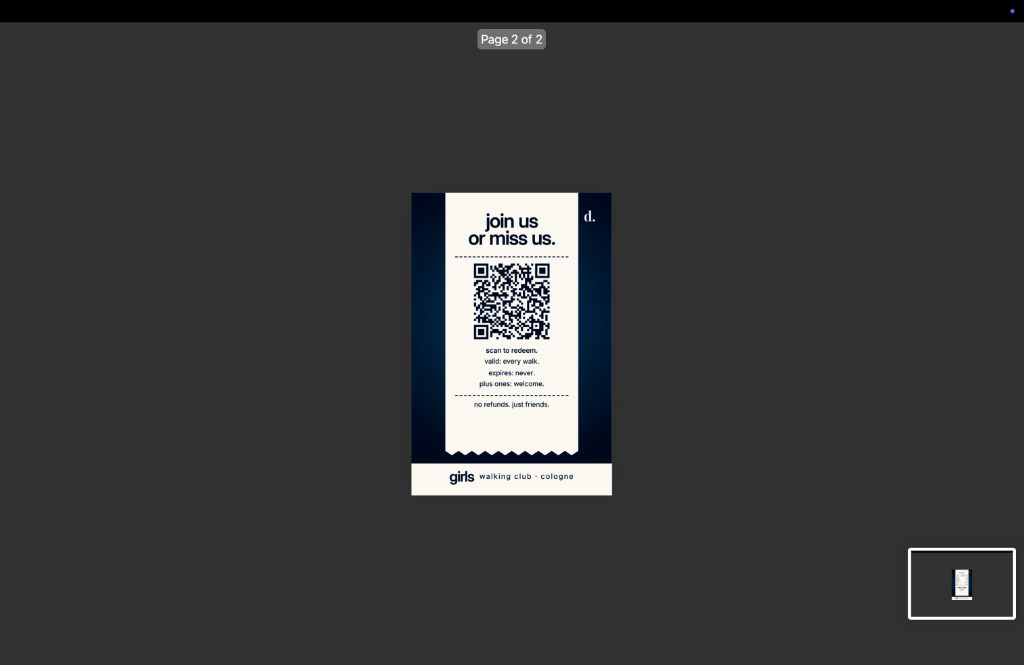 Page 2 of 2
join us
or miss us.
d.
scan to redeem.
valid: every walk.
expires: never.
plus ones: welcome.
no refunds. just friends.
girls walking club · cologne